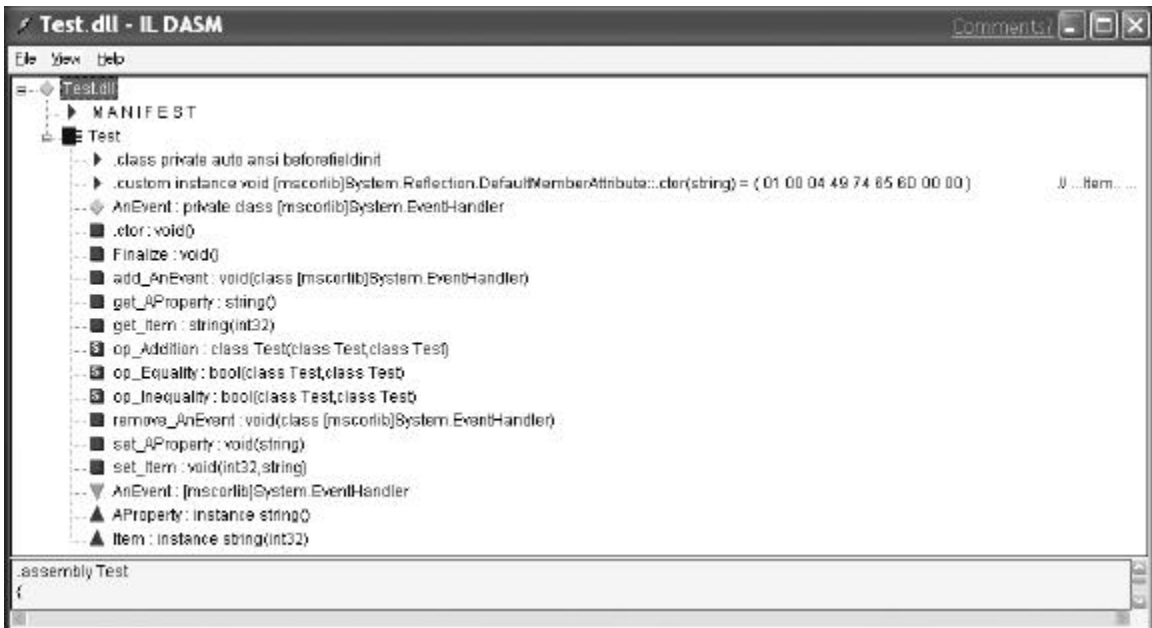 Test.dll - IL DASM
Comments?
File View Help
Test.dll
MANIFEST
Test
.class private auto ansi beforefieldinit
.custom instance void [mscorlib]System.Reflection.DefaultMemberAttribute::.ctor(string) = ( 01 00 04 49 74 65 6D 00 00 ) // ...Item.. ...
AnEvent : private class [mscorlib]System.EventHandler
.ctor : void()
Finalize : void()
add_AnEvent : void(class [mscorlib]System.EventHandler)
get_AProperty : string()
get_Item : string(int32)
op_Addition : class Test(class Test,class Test)
op_Equality : bool(class Test,class Test)
op_Inequality : bool(class Test,class Test)
remove_AnEvent : void(class [mscorlib]System.EventHandler)
set_AProperty : void(string)
set_Item : void(int32,string)
AnEvent : [mscorlib]System.EventHandler
AProperty : instance string()
Item : instance string(int32)
.assembly Test
{